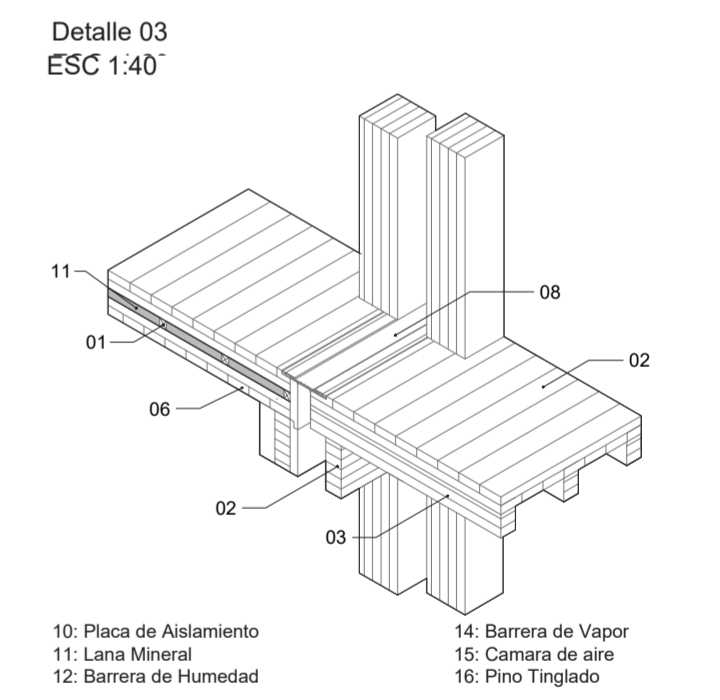 Detalle 03
ESC 1:40
11
08
01
02
06
02
03
10: Placa de Aislamiento
11: Lana Mineral
12: Barrera de Humedad
14: Barrera de Vapor
15: Camara de aire
16: Pino Tinglado